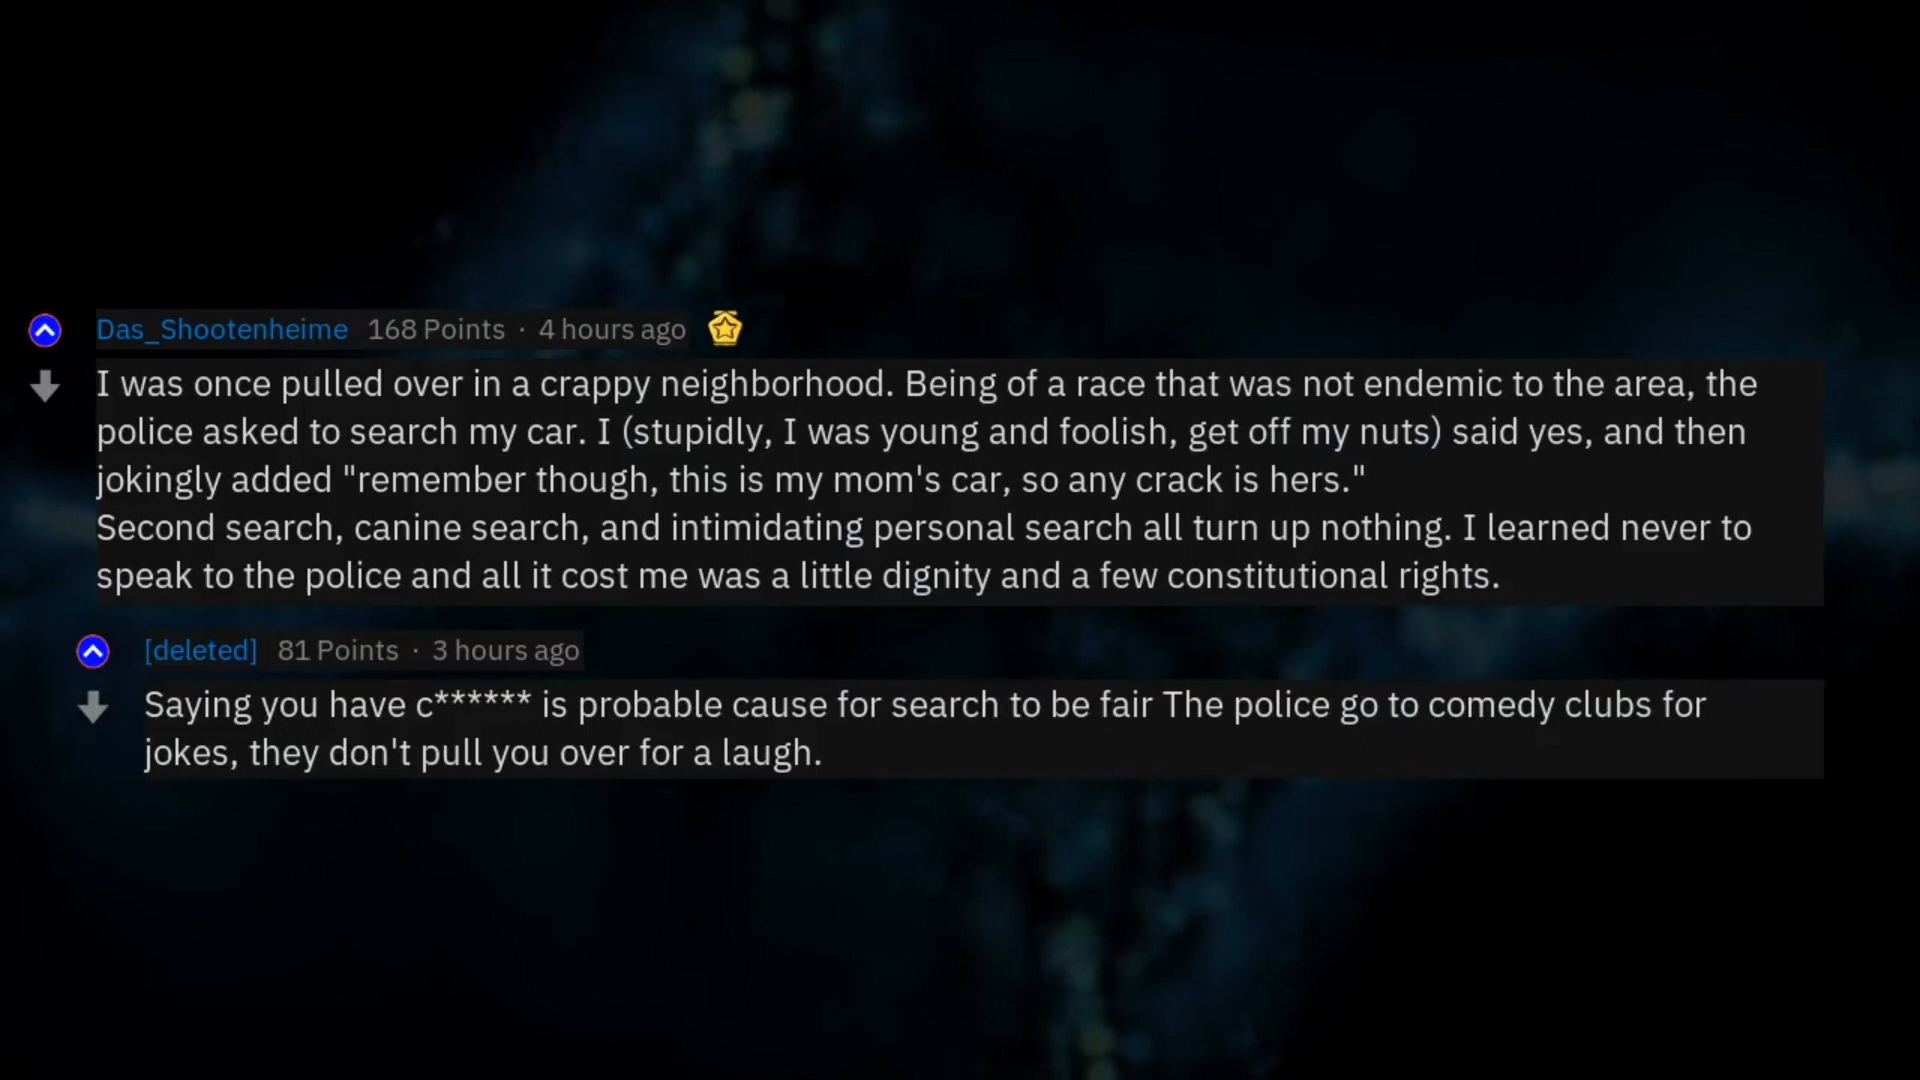 Das_Shootenheime 168 Points · 4 hours ago
I was once pulled over in a crappy neighborhood. Being of a race that was not endemic to the area, the
police asked to search my car. I (stupidly, I was young and foolish, get off my nuts) said yes, and then
jokingly added "remember though, this is my mom's car, so any crack is hers."
Second search, canine search, and intimidating personal search all turn up nothing. I learned never to
speak to the police and all it cost me was a little dignity and a few constitutional rights.
[deleted] 81 Points · 3 hours ago
Saying you have c****** is probable cause for search to be fair The police go to comedy clubs for
jokes, they don't pull you over for a laugh.